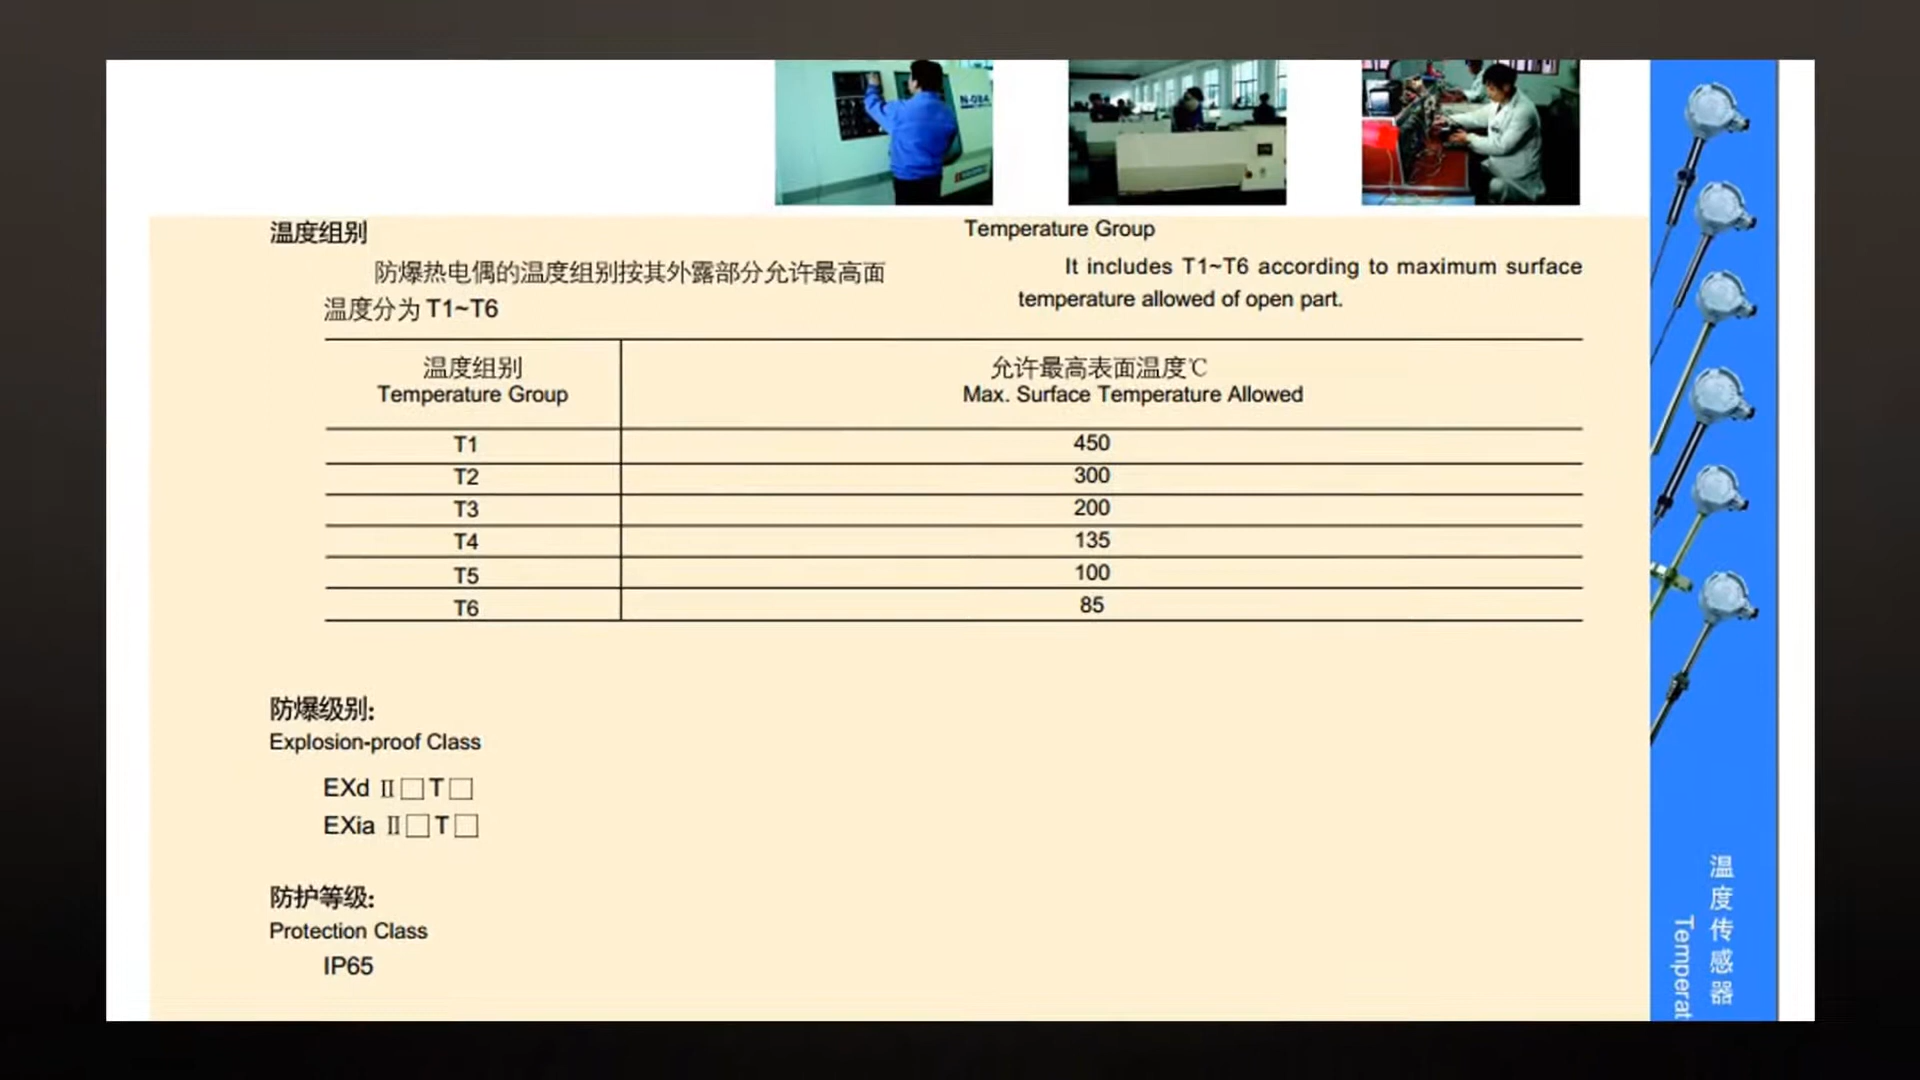 N-084
温度组别
Temperature Group
防爆热电偶的温度组别按其外露部分允许最高面
温度分为 T1~T6
It includes T1~T6 according to maximum surface
temperature allowed of open part.
温度组别
Temperature Group
允许最高表面温度℃
Max. Surface Temperature Allowed
T1 450
T2 300
T3 200
T4 135
T5 100
T6 85
防爆级别:
Explosion-proof Class
EXd Ⅱ□T□
EXia Ⅱ□T□
防护等级:
Protection Class
IP65
温度传感器
Temperat